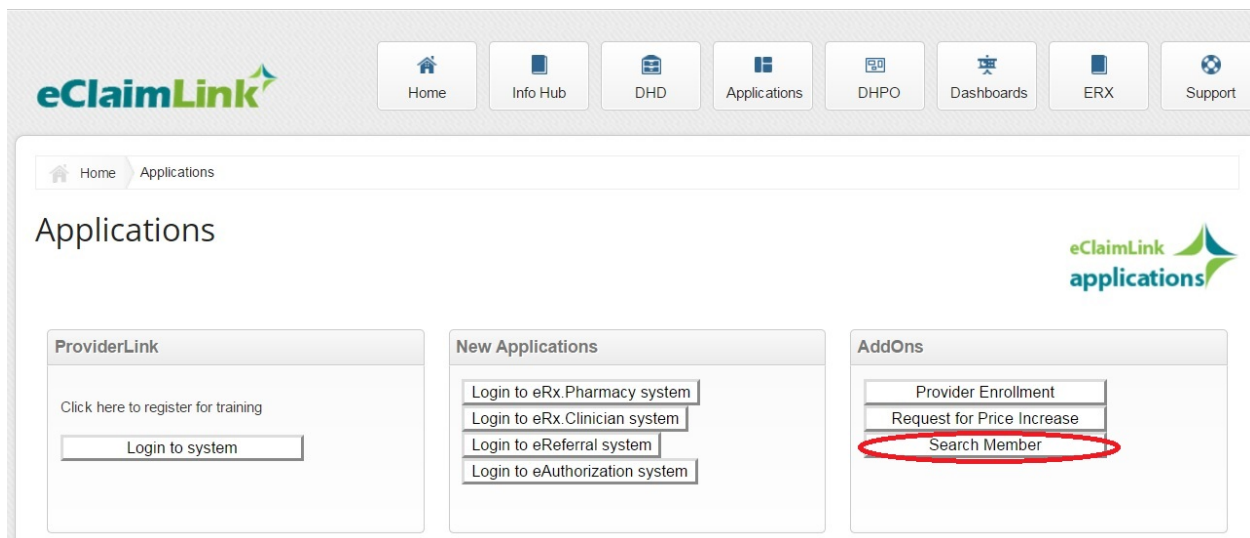 eClaimLink
Home
Info Hub
DHD
Applications
DHPO
Dashboards
ERX
Support
Home Applications
Applications
eClaimLink
applications
ProviderLink
Click here to register for training
Login to system
New Applications
Login to eRx.Pharmacy system
Login to eRx.Clinician system
Login to eReferral system
Login to eAuthorization system
AddOns
Provider Enrollment
Request for Price Increase
Search Member